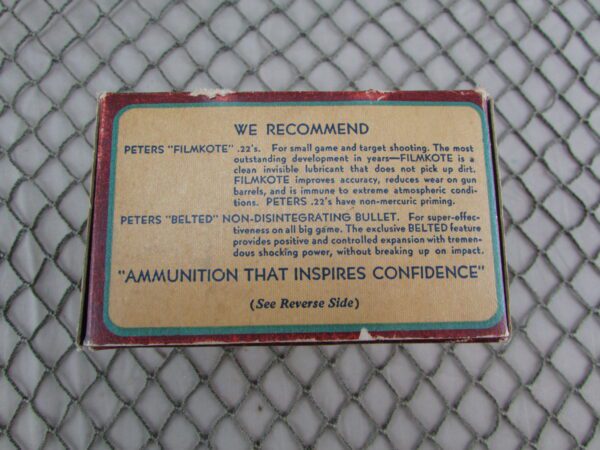 WE RECOMMEND
PETERS "FILMKOTE" .22's. For small game and target shooting. The most
outstanding development in years—FILMKOTE is a
clean invisible lubricant that does not pick up dirt.
FILMKOTE improves accuracy, reduces wear on gun
barrels, and is immune to extreme atmospheric condi-
tions. PETERS .22's have non-mercuric priming.
PETERS "BELTED" NON-DISINTEGRATING BULLET. For super-effec-
tiveness on all big game. The exclusive BELTED feature
provides positive and controlled expansion with tremen-
dous shocking power, without breaking up on impact.
"AMMUNITION THAT INSPIRES CONFIDENCE"
(See Reverse Side)